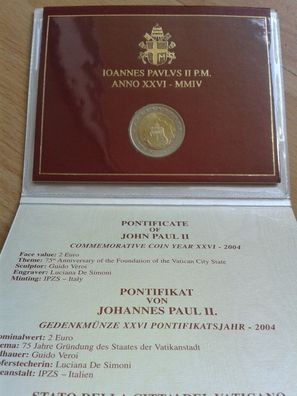 IOANNES PAVLVS II P.M.
ANNO XXVI - MMIV
PONTIFICATE
OF
JOHN PAUL II
COMMEMORATIVE COIN YEAR XXVI - 2004
Face value: 2 Euro
Theme: 75th Anniversary of the Foundation of the Vatican City State
Sculptor: Guido Veroi
Engraver: Luciana De Simoni
Minting: IPZS – Italy
PONTIFIKAT
VON
JOHANNES PAUL II.
GEDENKMÜNZE XXVI PONTIFIKATSJAHR - 2004
ominalwert: 2 Euro
ema: 75 Jahre Gründung des Staates der Vatikanstadt
dhauer: Guido Veroi
pferstecherin: Luciana De Simoni
eanstalt: IPZS – Italien
STATO DELLA CITTA' DEL VATICANO